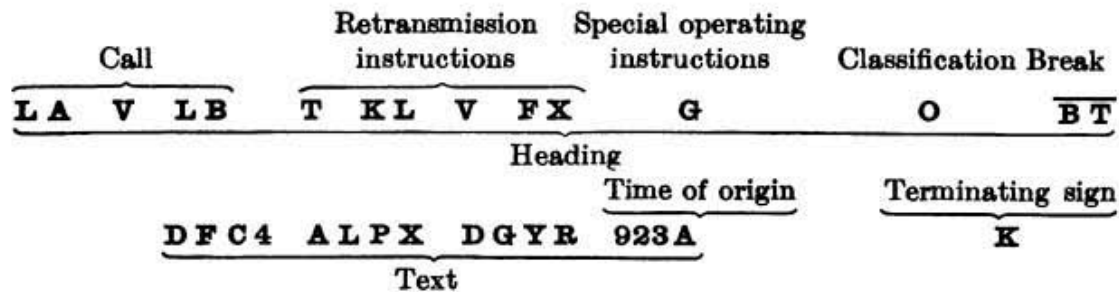 Retransmission Special operating
Call instructions instructions Classification Break
LA V LB T KL V FX G O BT
Heading
Time of origin Terminating sign
DFC4 ALPX DGYR 923A K
Text